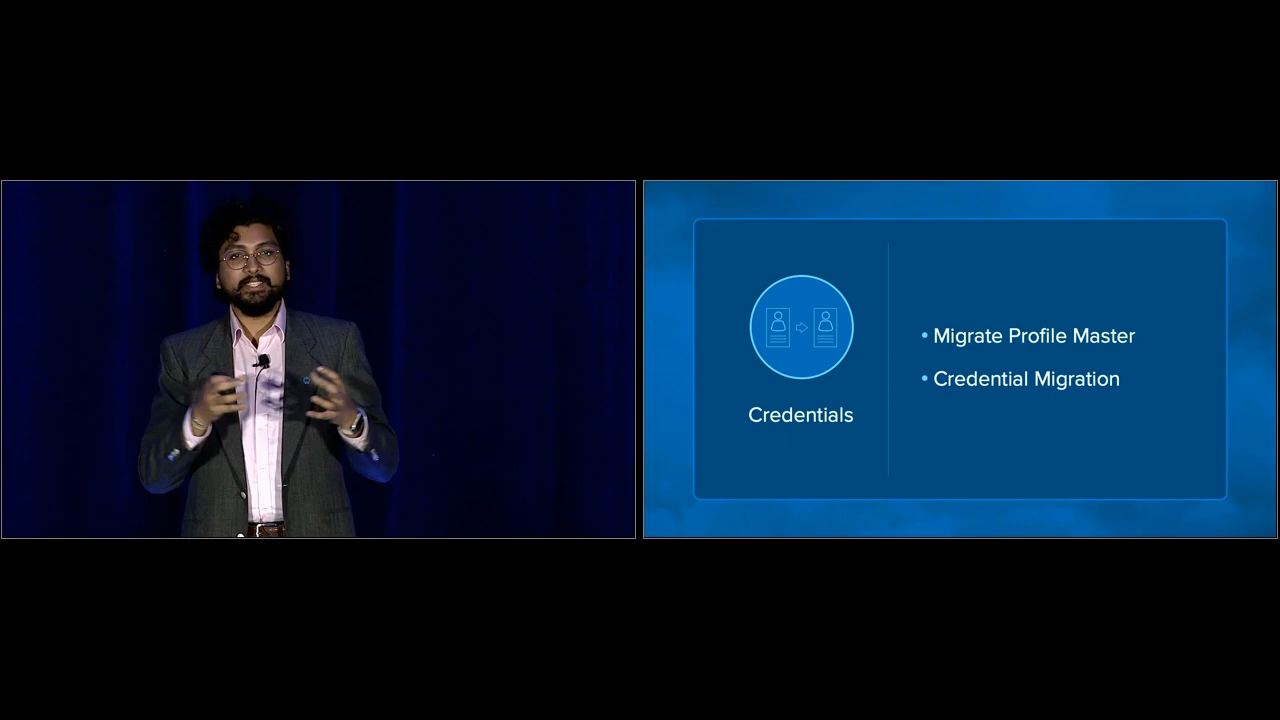 Credentials
• Migrate Profile Master
• Credential Migration